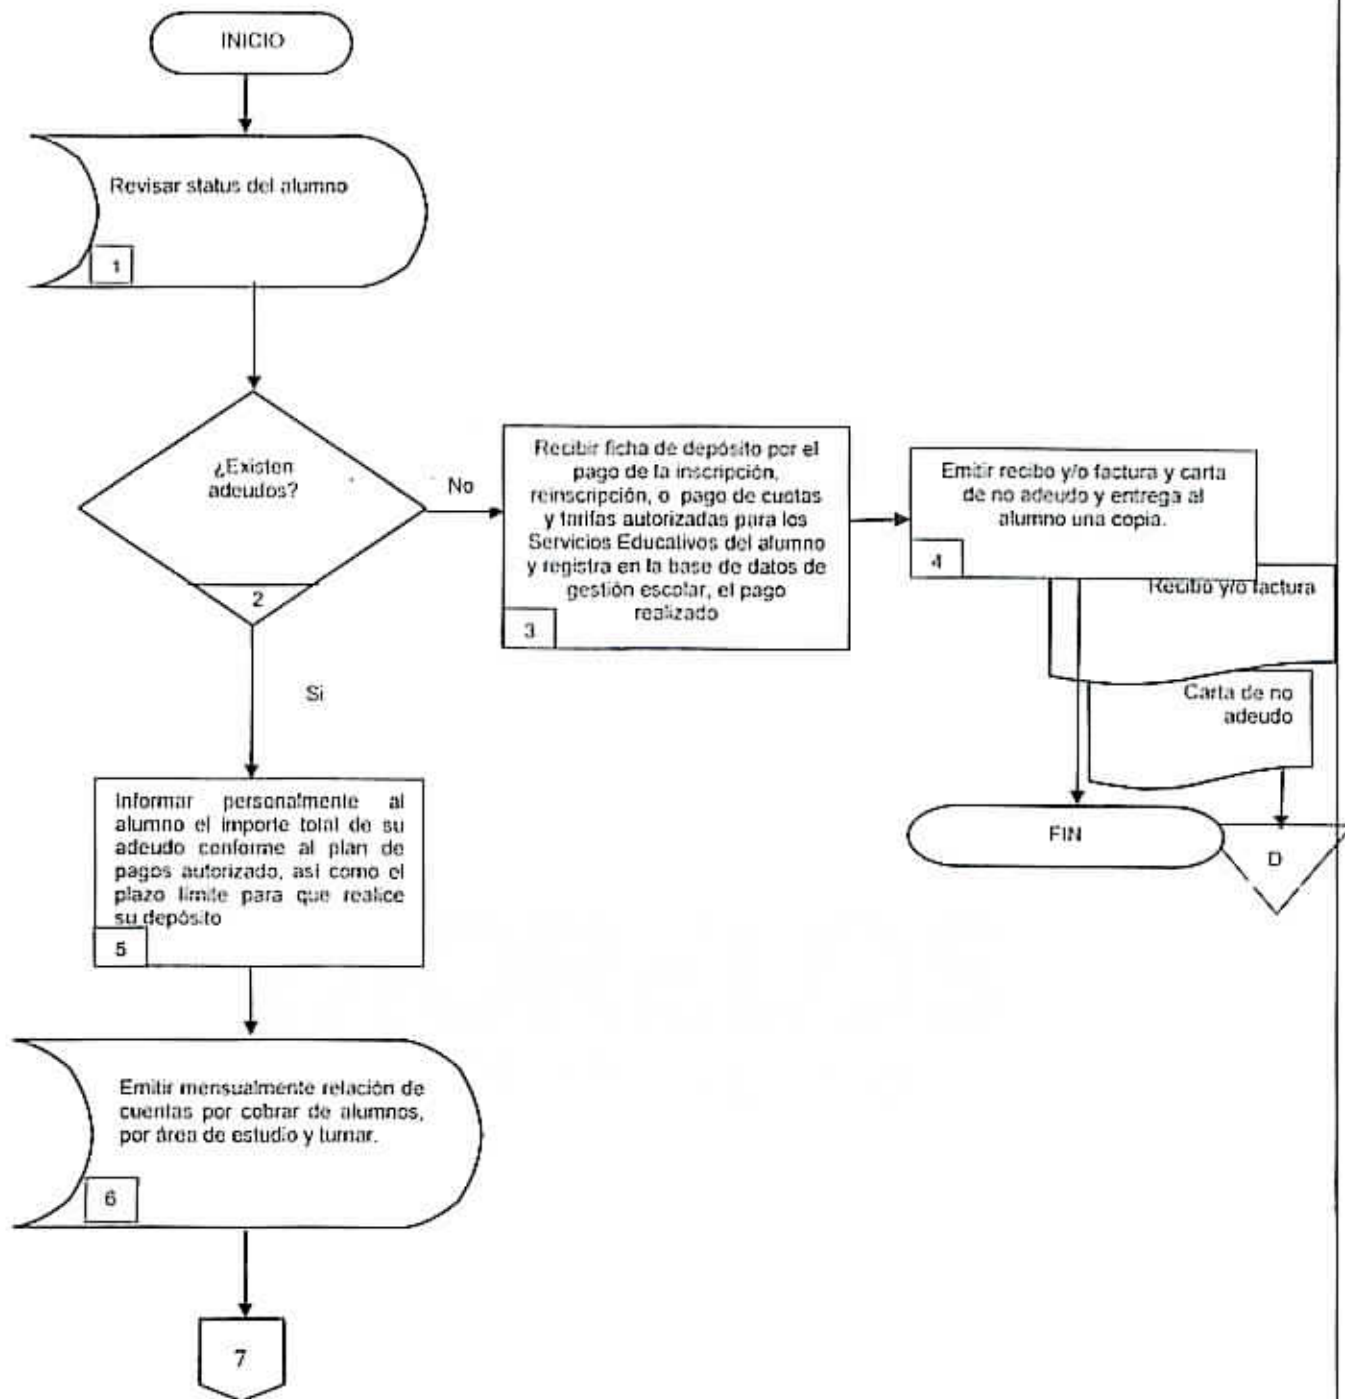 INICIO
Revisar status del alumno
1
¿Existen
adeudos?
2
No
Recibir ficha de depósito por el
pago de la inscripción,
reinscripción, o pago de cuotas
y tarifas autorizadas para los
Servicios Educativos del alumno
y registra en la base de datos de
gestión escolar, el pago
realizado
3
Emitir recibo y/o factura y carta
de no adeudo y entrega al
alumno una copia.
4
Recibo y/o factura
Carta de no
adeudo
FIN
D
Si
Informar personalmente al
alumno el importe total de su
adeudo conforme al plan de
pagos autorizado, así como el
plazo límite para que realice
su depósito
5
Emitir mensualmente relación de
cuentas por cobrar de alumnos,
por área de estudio y turnar.
6
7